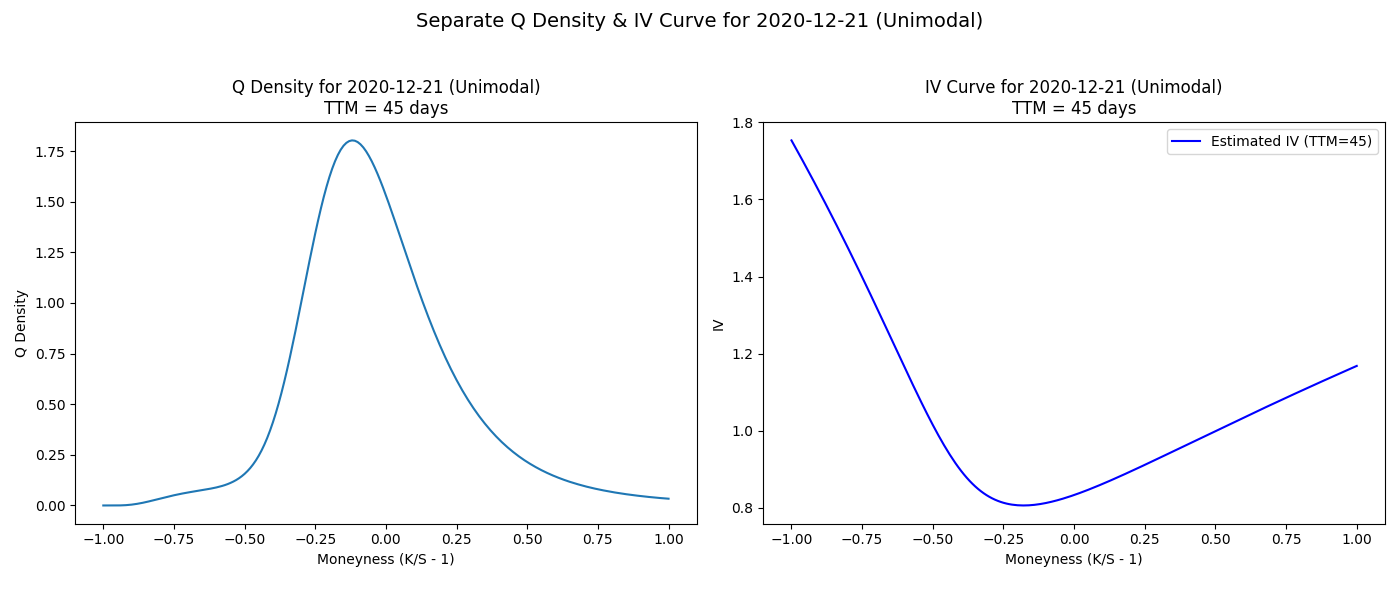 Separate Q Density & IV Curve for 2020-12-21 (Unimodal)
Q Density for 2020-12-21 (Unimodal)
TTM = 45 days
Q Density
1.75
1.50
1.25
1.00
0.75
0.50
0.25
0.00
−1.00 −0.75 −0.50 −0.25 0.00 0.25 0.50 0.75 1.00
Moneyness (K/S - 1)
IV Curve for 2020-12-21 (Unimodal)
TTM = 45 days
Estimated IV (TTM=45)
IV
1.8
1.6
1.4
1.2
1.0
0.8
−1.00 −0.75 −0.50 −0.25 0.00 0.25 0.50 0.75 1.00
Moneyness (K/S - 1)